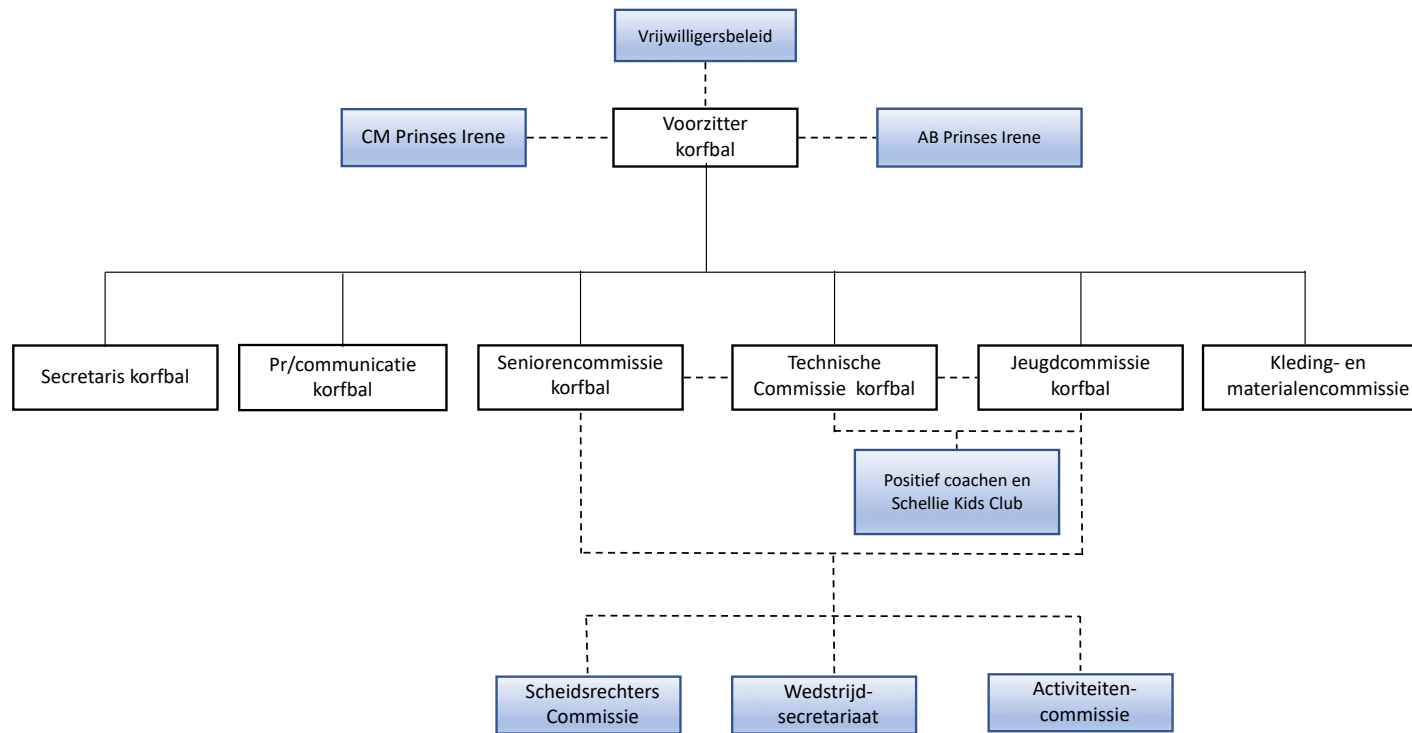 Vrijwilligersbeleid
CM Prinses Irene
Voorzitter
korfbal
AB Prinses Irene
Secretaris korfbal
Pr/communicatie
korfbal
Seniorencommissie
korfbal
Technische
Commissie korfbal
Jeugdcommissie
korfbal
Kleding- en
materialencommissie
Positief coachen en
Schellie Kids Club
Scheidsrechters
Commissie
Wedstrijd-
secretariaat
Activiteiten-
commissie